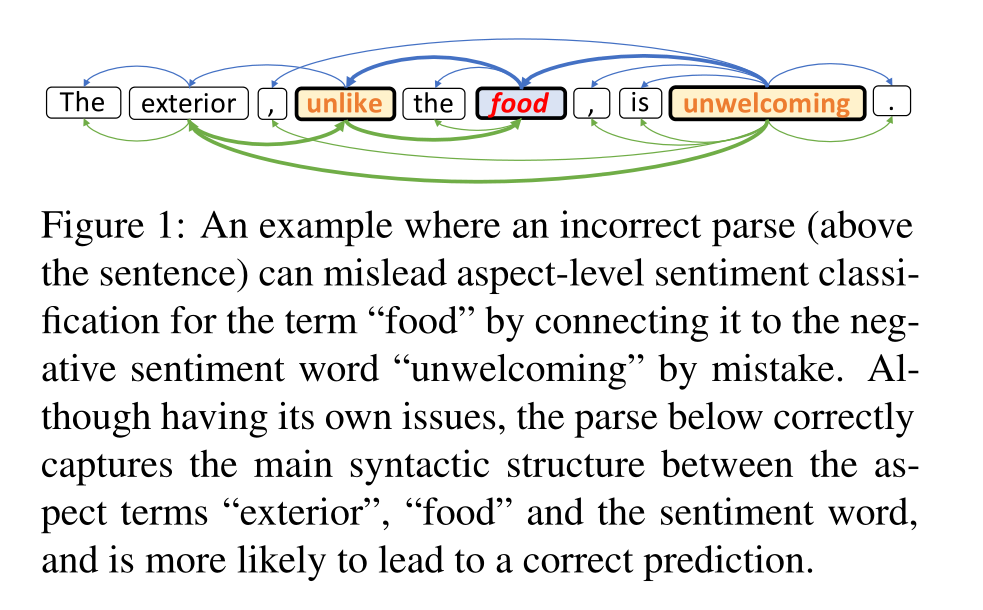 The exterior , unlike the food , is unwelcoming .
Figure 1: An example where an incorrect parse (above
the sentence) can mislead aspect-level sentiment classi-
fication for the term “food” by connecting it to the neg-
ative sentiment word “unwelcoming” by mistake. Al-
though having its own issues, the parse below correctly
captures the main syntactic structure between the as-
pect terms “exterior”, “food” and the sentiment word,
and is more likely to lead to a correct prediction.